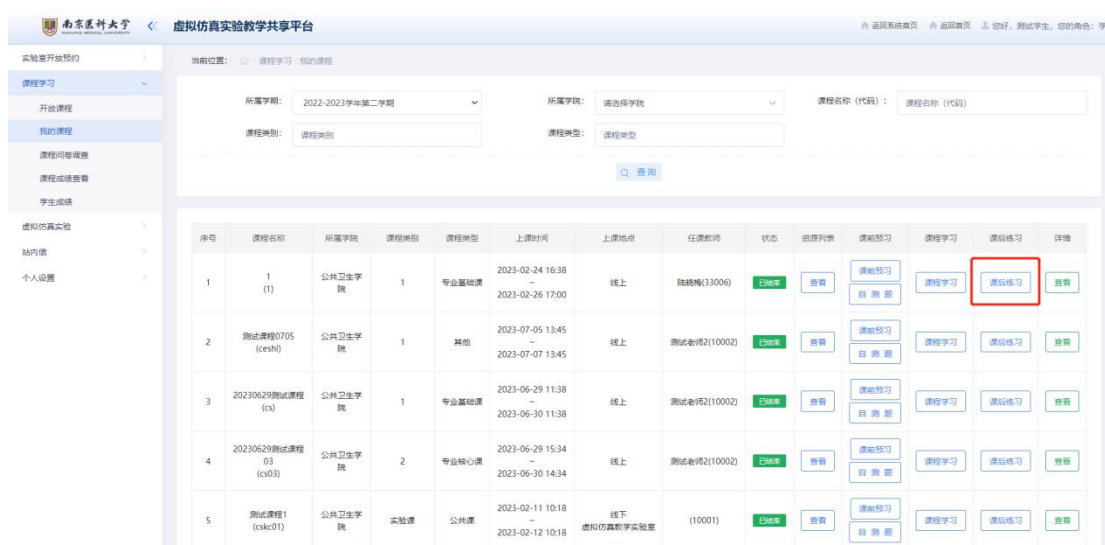 南京医科大学
NANJING MEDICAL UNIVERSITY
虚拟仿真实验教学共享平台
返回系统首页 返回首页 您好, 测试学生, 您的角色: 学
实验室开放预约
课程学习
开放课程
我的课程
课程问卷调查
课程成绩查看
学生成绩
虚拟仿真实验
站内信
个人设置
当前位置: 课程学习 · 我的课程
所属学期: 2022-2023学年第二学期 所属学院: 请选择学院 课程名称（代码）: 课程名称（代码）
课程类别: 课程类别 课程类型: 课程类型
查询
序号 课程名称 所属学院 课程类别 课程类型 上课时间 上课地点 任课教师 状态 资源列表 课前预习 课程学习 课后练习 详情
1 1 (1) 公共卫生学院 1 专业基础课 2023-02-24 16:38 ~ 2023-02-26 17:00 线上 陆晓梅(33006) 已结束 查看 课前预习 自测题 课程学习 课后练习 查看
2 测试课程0705 (ceshi) 公共卫生学院 1 其他 2023-07-05 13:45 ~ 2023-07-07 13:45 线上 测试老师2(10002) 已结束 查看 课前预习 自测题 课程学习 课后练习 查看
3 20230629测试课程 (cs) 公共卫生学院 1 专业基础课 2023-06-29 11:38 ~ 2023-06-30 11:38 线上 测试老师2(10002) 已结束 查看 课前预习 自测题 课程学习 课后练习 查看
4 20230629测试课程03 (cs03) 公共卫生学院 2 专业核心课 2023-06-29 15:34 ~ 2023-06-30 14:34 线上 测试老师2(10002) 已结束 查看 课前预习 自测题 课程学习 课后练习 查看
5 测试课程1 (cskc01) 公共卫生学院 实验课 公共课 2023-02-11 10:18 ~ 2023-02-12 10:18 线下 虚拟仿真教学实验室 (10001) 已结束 查看 课前预习 自测题 课程学习 课后练习 查看